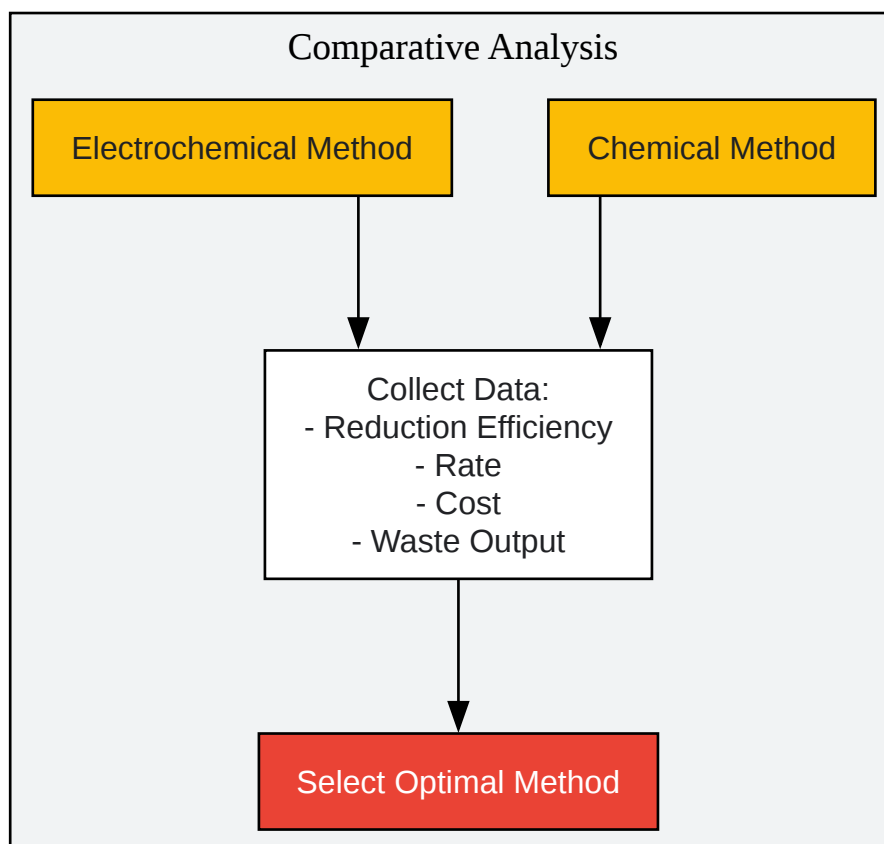 Comparative Analysis
Electrochemical Method
Chemical Method
Collect Data:
- Reduction Efficiency
- Rate
- Cost
- Waste Output
Select Optimal Method